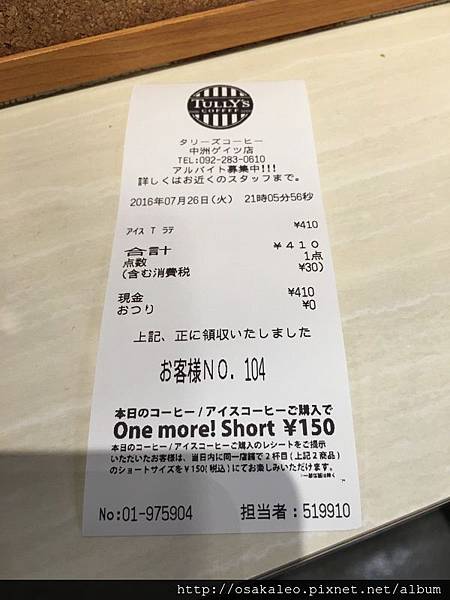 TULLY'S
COFFEE
タリーズコーヒー
中洲ゲイツ店
TEL:092-283-0610
アルバイト募集中!!!
詳しくはお近くのスタッフまで。
2016年07月26日(火) 21時05分56秒
アイス T ラテ ¥410
合計 ¥410
点数 1点
(含む消費税 ¥30)
現金 ¥410
おつり ¥0
上記、正に領収いたしました
お客様NO. 104
本日のコーヒー/アイスコーヒーご購入で
One more! Short ¥150
本日のコーヒー/アイスコーヒーご購入のレシートをご提示
いただいたお客様は、当日内に同一店舗で2杯目(上記2商品)
のショートサイズを¥150(税込)にてお楽しみいただけます。
(一部店舗は除く
No:01-975904 担当者:519910
http://osakaleo.pixnet.net/album